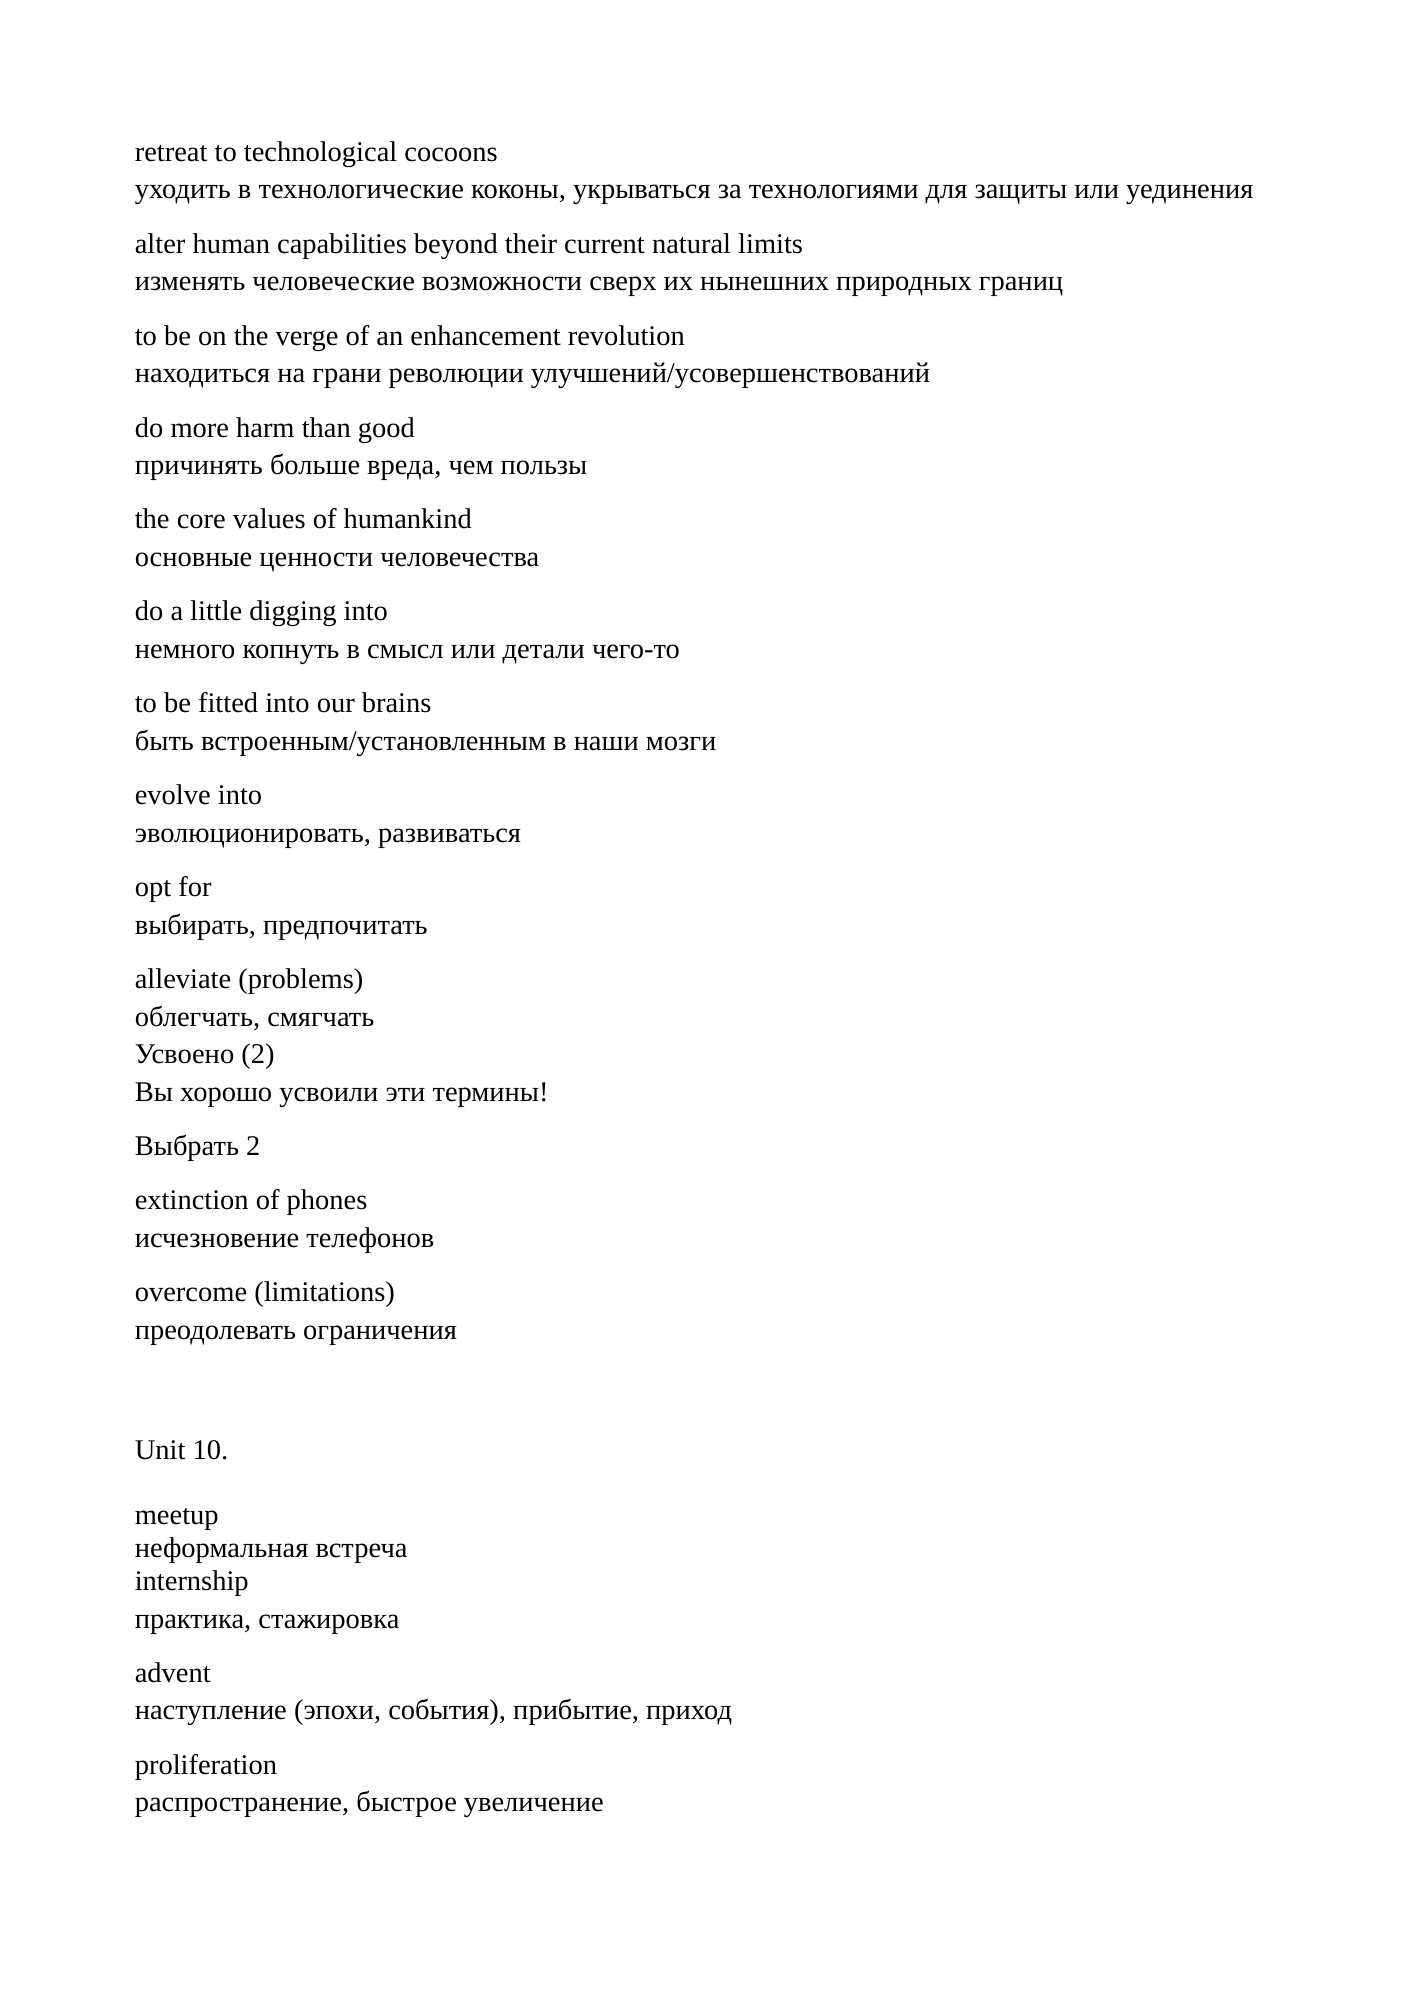 retreat to technological cocoons
уходить в технологические коконы, укрываться за технологиями для защиты или уединения
alter human capabilities beyond their current natural limits
изменять человеческие возможности сверх их нынешних природных границ
to be on the verge of an enhancement revolution
находиться на грани революции улучшений/усовершенствований
do more harm than good
причинять больше вреда, чем пользы
the core values of humankind
основные ценности человечества
do a little digging into
немного копнуть в смысл или детали чего-то
to be fitted into our brains
быть встроенным/установленным в наши мозги
evolve into
эволюционировать, развиваться
opt for
выбирать, предпочитать
alleviate (problems)
облегчать, смягчать
Усвоено (2)
Вы хорошо усвоили эти термины!
Выбрать 2
extinction of phones
исчезновение телефонов
overcome (limitations)
преодолевать ограничения
Unit 10.
meetup
неформальная встреча
internship
практика, стажировка
advent
наступление (эпохи, события), прибытие, приход
proliferation
распространение, быстрое увеличение